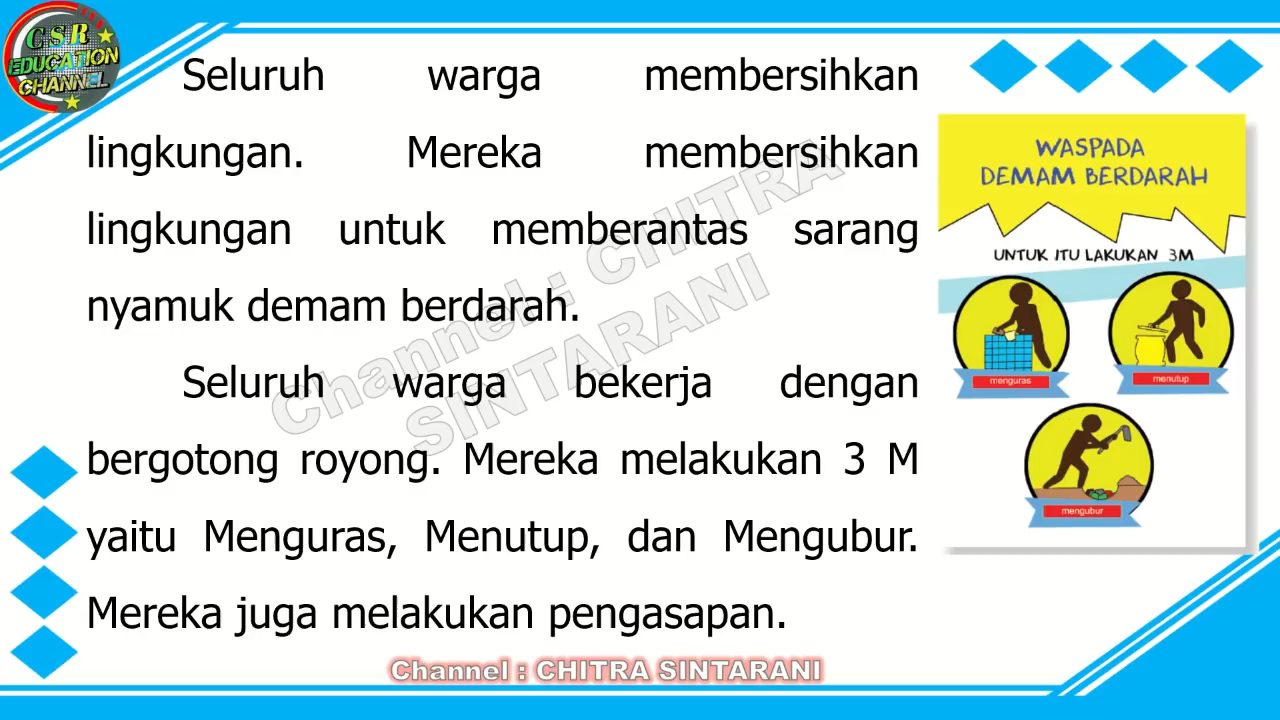 CSR
EDUCATION
CHANNEL
Seluruh warga membersihkan
lingkungan. Mereka membersihkan
lingkungan untuk memberantas sarang
nyamuk demam berdarah.
Seluruh warga bekerja dengan
bergotong royong. Mereka melakukan 3 M
yaitu Menguras, Menutup, dan Mengubur.
Mereka juga melakukan pengasapan.
Channel : CHITRA
SINTARANI
WASPADA
DEMAM BERDARAH
UNTUK ITU LAKUKAN 3M
menguras
menutup
mengubur
Channel : CHITRA SINTARANI